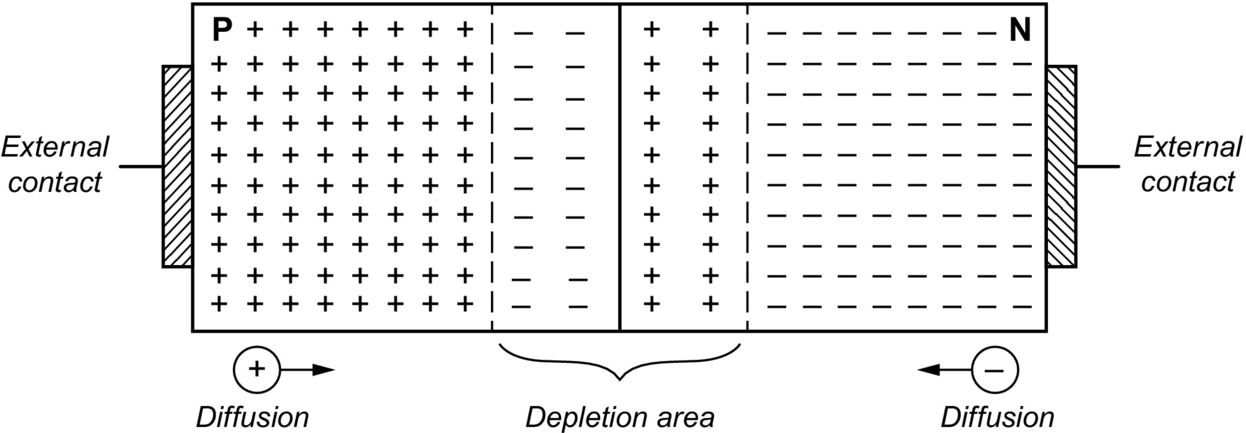 P
N
External
contact
External
contact
+
−
Diffusion
Depletion area
Diffusion